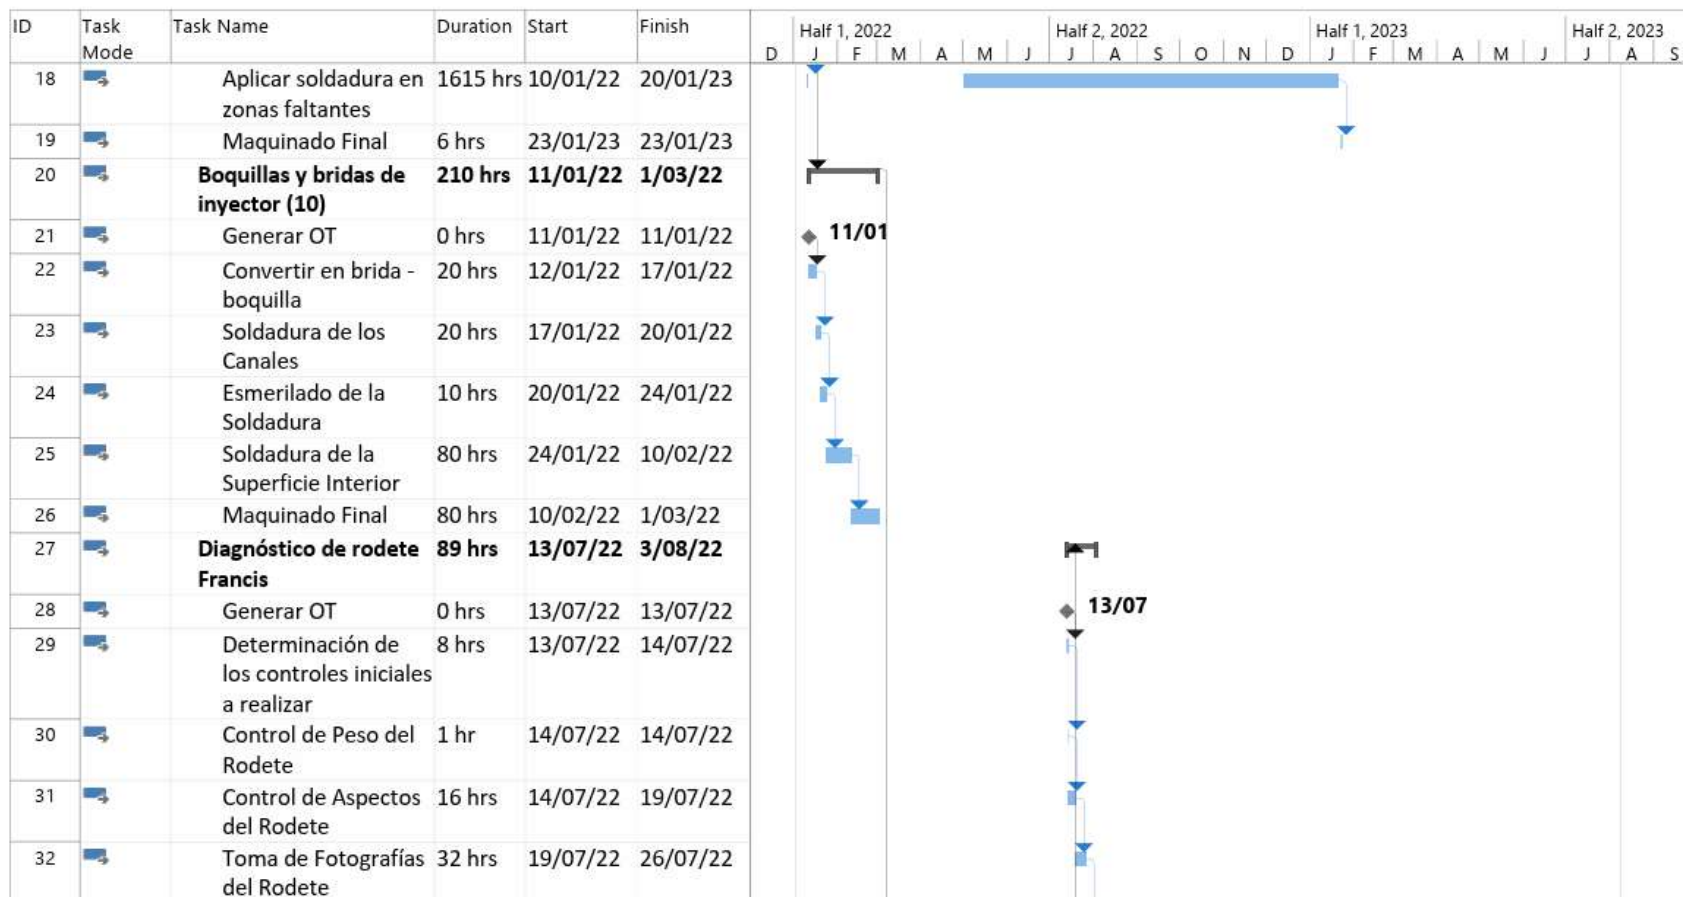 ID Task Mode Task Name Duration Start Finish
Half 1, 2022 Half 2, 2022 Half 1, 2023 Half 2, 2023
D J F M A M J J A S O N D J F M A M J J A S
18 Aplicar soldadura en 1615 hrs 10/01/22 20/01/23
zonas faltantes
19 Maquinado Final 6 hrs 23/01/23 23/01/23
20 Boquillas y bridas de 210 hrs 11/01/22 1/03/22
inyector (10)
21 Generar OT 0 hrs 11/01/22 11/01/22 11/01
22 Convertir en brida - 20 hrs 12/01/22 17/01/22
boquilla
23 Soldadura de los 20 hrs 17/01/22 20/01/22
Canales
24 Esmerilado de la 10 hrs 20/01/22 24/01/22
Soldadura
25 Soldadura de la 80 hrs 24/01/22 10/02/22
Superficie Interior
26 Maquinado Final 80 hrs 10/02/22 1/03/22
27 Diagnóstico de rodete 89 hrs 13/07/22 3/08/22
Francis
28 Generar OT 0 hrs 13/07/22 13/07/22 13/07
29 Determinación de 8 hrs 13/07/22 14/07/22
los controles iniciales
a realizar
30 Control de Peso del 1 hr 14/07/22 14/07/22
Rodete
31 Control de Aspectos 16 hrs 14/07/22 19/07/22
del Rodete
32 Toma de Fotografías 32 hrs 19/07/22 26/07/22
del Rodete